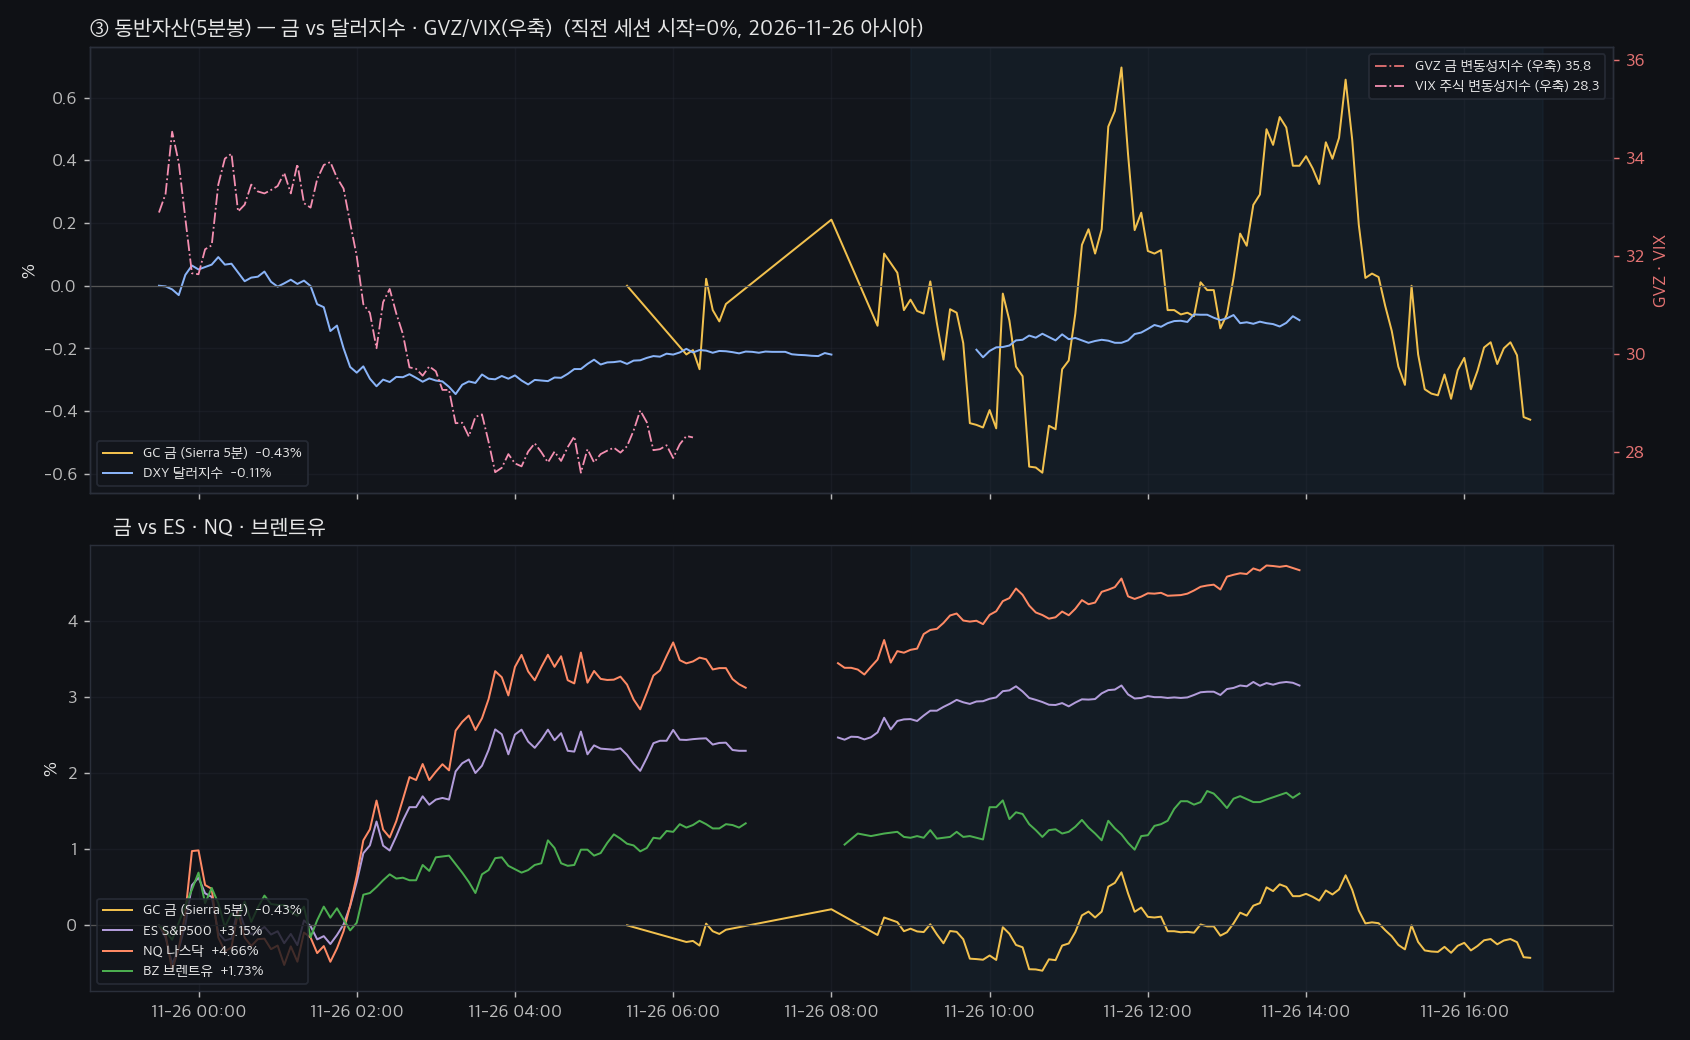 ③ 동반자산(5분봉) — 금 vs 달러지수 · GVZ/VIX(우축) (직전 세션 시작=0%, 2026-11-26 아시아)
GVZ 금 변동성지수 (우축) 35.8
VIX 주식 변동성지수 (우축) 28.3
0.6
0.4
0.2
0.0
−0.2
−0.4
−0.6
%
36
34
32
30
28
GVZ · VIX
GC 금 (Sierra 5분) −0.43%
DXY 달러지수 −0.11%
금 vs ES · NQ · 브렌트유
4
3
2
1
0
%
GC 금 (Sierra 5분) −0.43%
ES S&P500 +3.15%
NQ 나스닥 +4.66%
BZ 브렌트유 +1.73%
11-26 00:00
11-26 02:00
11-26 04:00
11-26 06:00
11-26 08:00
11-26 10:00
11-26 12:00
11-26 14:00
11-26 16:00